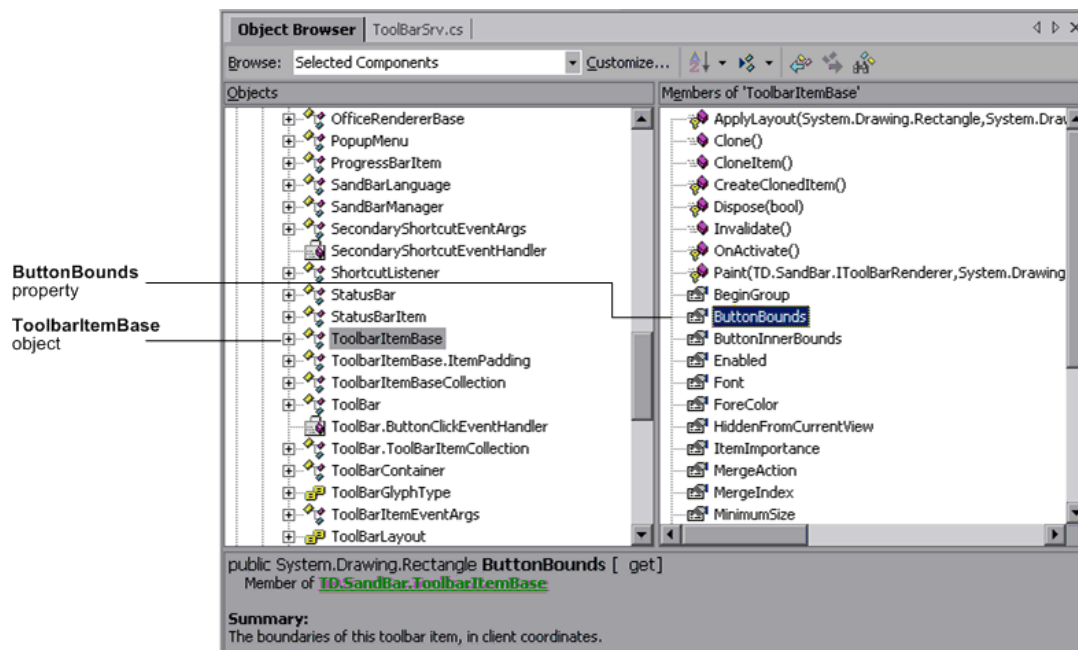 Object Browser
ToolBarSrv.cs
Browse:
Selected Components
Customize...
Objects
OfficeRendererBase
PopupMenu
ProgressBarItem
SandBarLanguage
SandBarManager
SecondaryShortcutEventArgs
SecondaryShortcutEventHandler
ShortcutListener
StatusBar
StatusBarItem
ToolbarItemBase
ToolbarItemBase.ItemPadding
ToolbarItemBaseCollection
ToolBar
ToolBar.ButtonClickEventHandler
ToolBar.ToolBarItemCollection
ToolBarContainer
ToolBarGlyphType
ToolBarItemEventArgs
ToolBarLayout
Members of 'ToolbarItemBase'
ApplyLayout(System.Drawing.Rectangle,System.Drav
Clone()
CloneItem()
CreateClonedItem()
Dispose(bool)
Invalidate()
OnActivate()
Paint(TD.SandBar.IToolBarRenderer,System.Drawing
BeginGroup
ButtonBounds
ButtonInnerBounds
Enabled
Font
ForeColor
HiddenFromCurrentView
ItemImportance
MergeAction
MergeIndex
MinimumSize
ButtonBounds
property
ToolbarItemBase
object
public System.Drawing.Rectangle ButtonBounds [ get]
Member of TD.SandBar.ToolbarItemBase
Summary:
The boundaries of this toolbar item, in client coordinates.